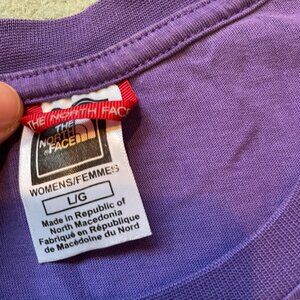 THE NORTH FAC
THE
NORTH
FACE
WOMENS/FEMMES
L/G
Made in Republic of
North Macedonia
Fabriqué en République
de Macédoine du Nord